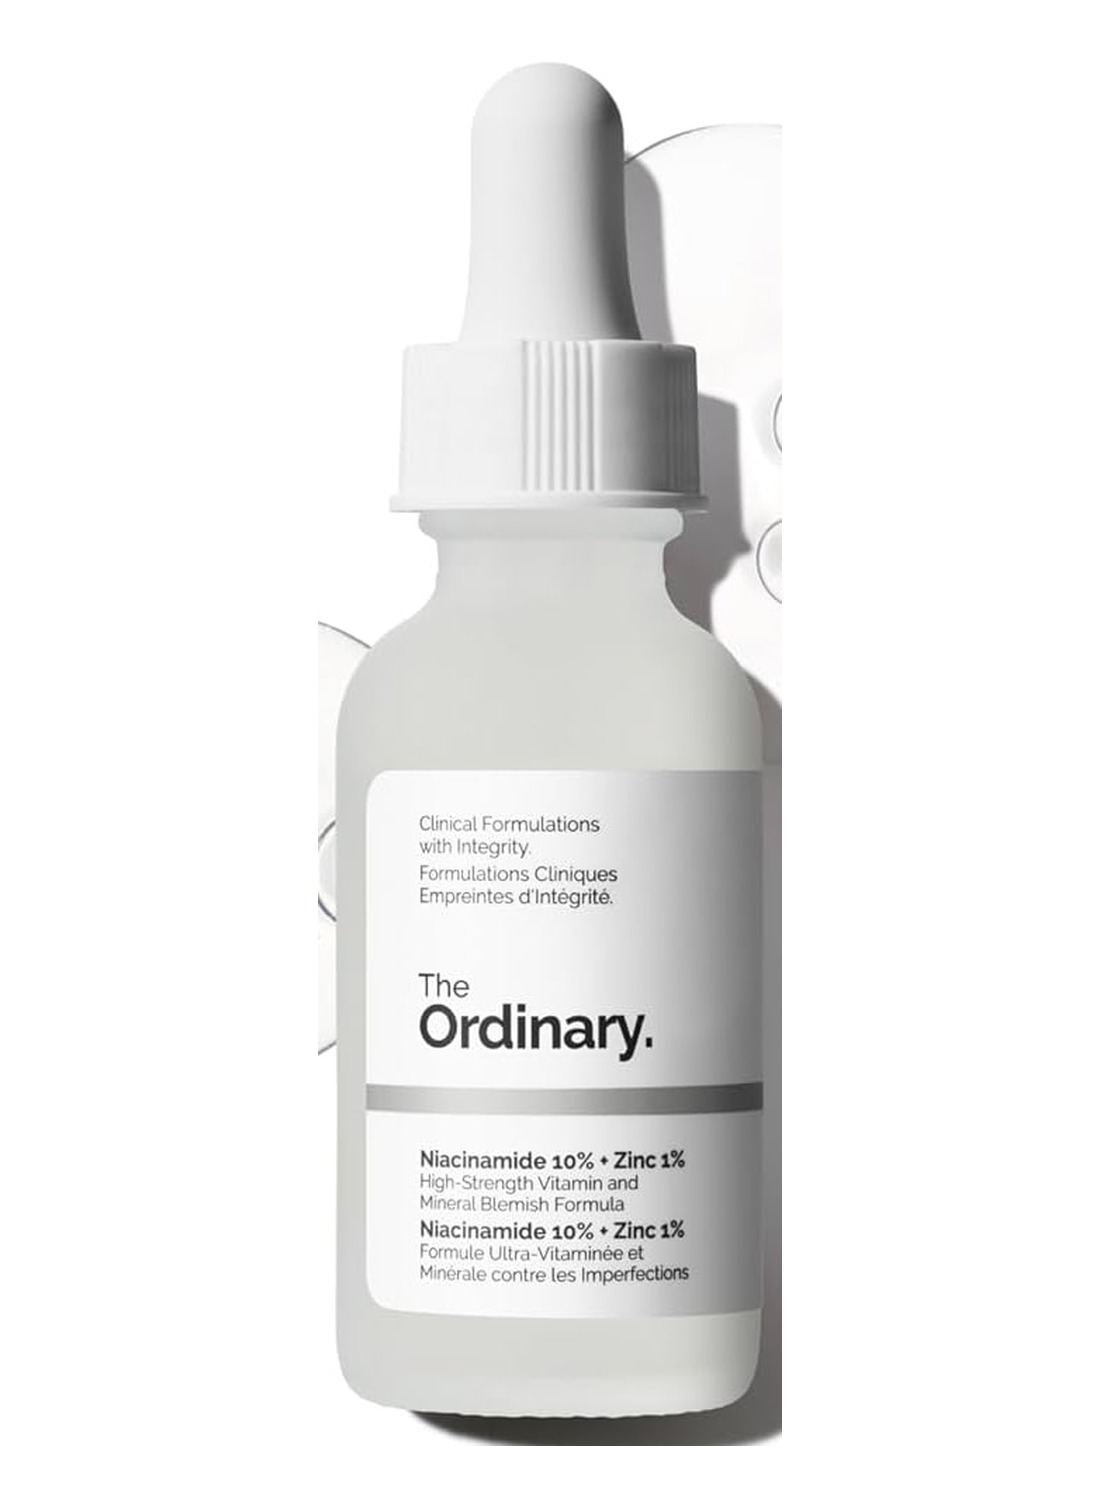 Clinical Formulations
with Integrity.
Formulations Cliniques
Empreintes d'Intégrité.
The
Ordinary.
Niacinamide 10% + Zinc 1%
High-Strength Vitamin and
Mineral Blemish Formula
Niacinamide 10% + Zinc 1%
Formule Ultra-Vitaminée et
Minérale contre les Imperfections